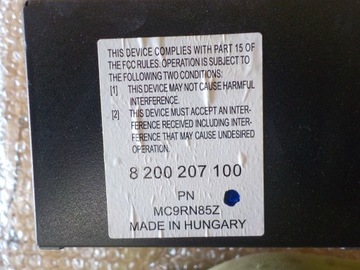 THIS DEVICE COMPLIES WITH PART 15 OF
THE FCC RULES. OPERATION IS SUBJECT TO
THE FOLLOWING TWO CONDITIONS:
[1] THIS DEVICE MAY NOT CAUSE HARMFUL
INTERFERENCE.
[2] THIS DEVICE MUST ACCEPT AN INTER-
FERENCE RECEIVED INCLUDING INTER-
FERENCE THAT MAY CAUSE UNDESIRED
OPERATION.
8 200 207 100
PN
MC9RN85Z
MADE IN HUNGARY